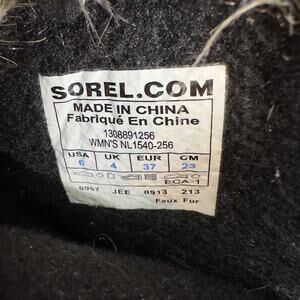 SOREL.COM
MADE IN CHINA
Fabriqué En Chine
1308891256
WMN'S NL1540-256
USA UK EUR CM
6 4 37 23
ECA-1
0957 JEE 0913 213
Faux Fur